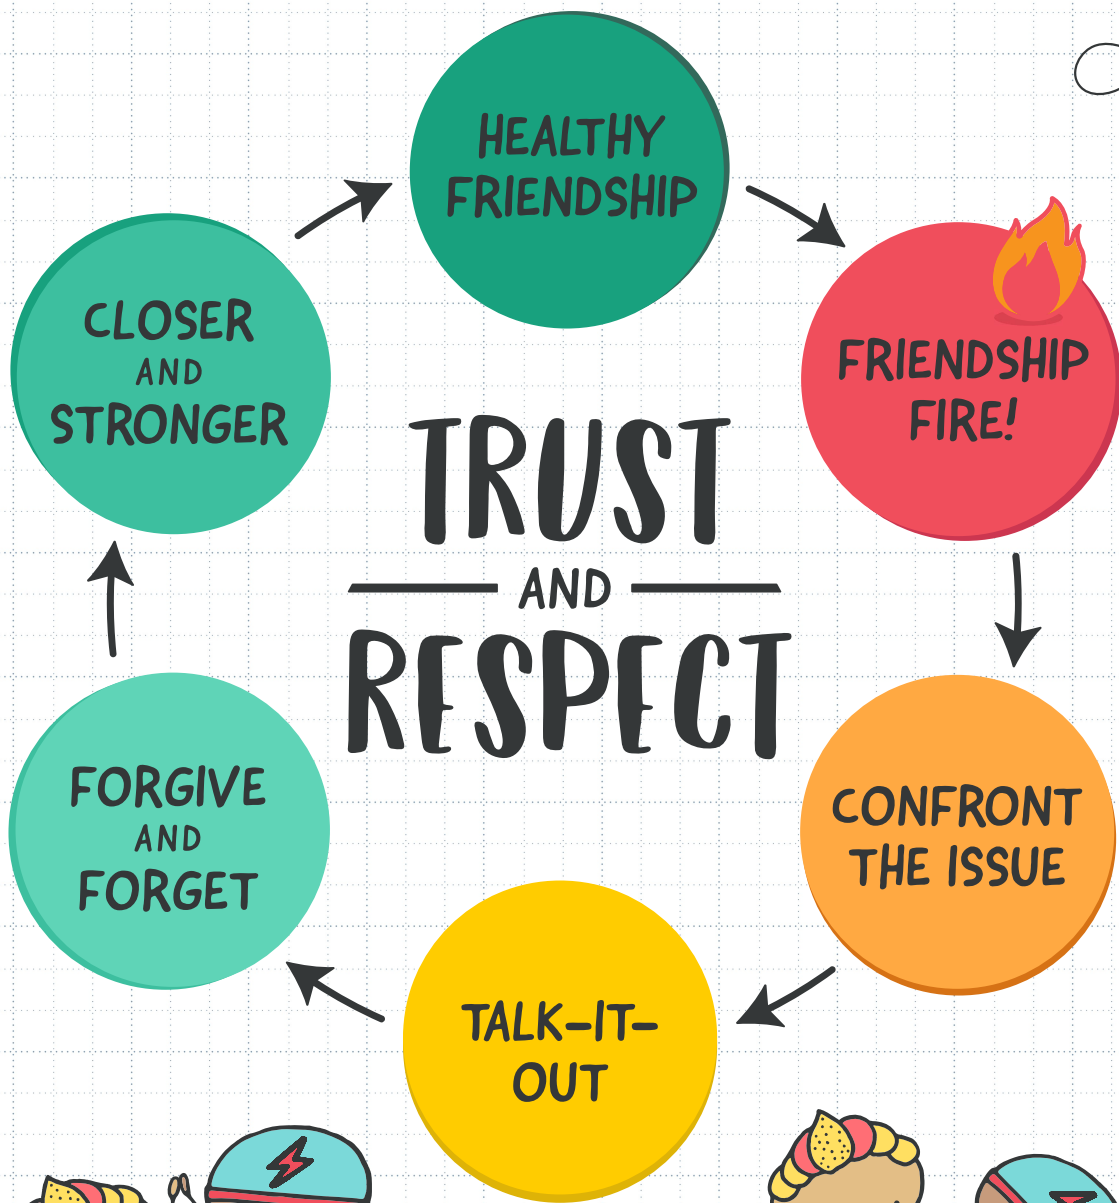 HEALTHY
FRIENDSHIP
FRIENDSHIP
FIRE!
CONFRONT
THE ISSUE
TALK-IT-
OUT
FORGIVE
AND
FORGET
CLOSER
AND
STRONGER
TRUST
AND
RESPECT